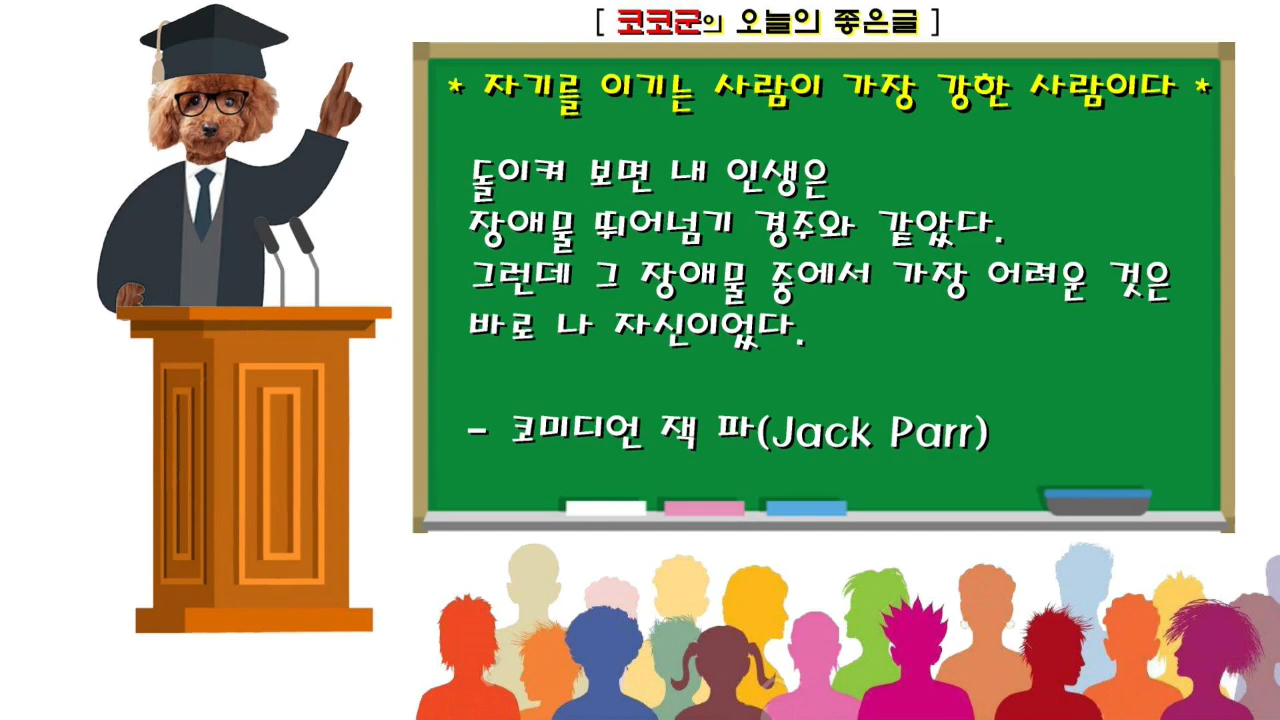 [ 코코군의 오늘의 좋은글 ]
* 자기를 이기는 사람이 가장 강한 사람이다 *
돌이켜 보면 내 인생은
장애물 뛰어넘기 경주와 같았다.
그런데 그 장애물 중에서 가장 어려운 것은
바로 나 자신이었다.
- 코미디언 잭 파(Jack Parr)